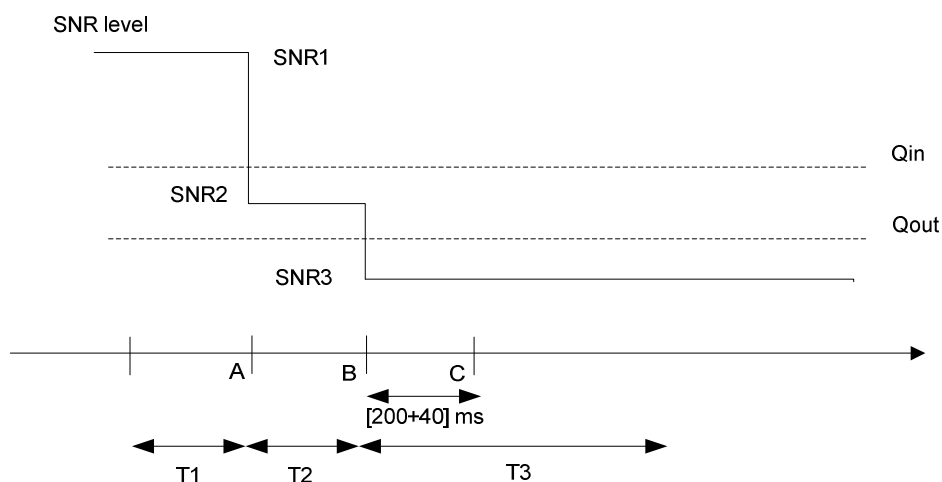 SNR level
SNR1
Qin
SNR2
Qout
SNR3
A
B
C
[200+40] ms
T1
T2
T3